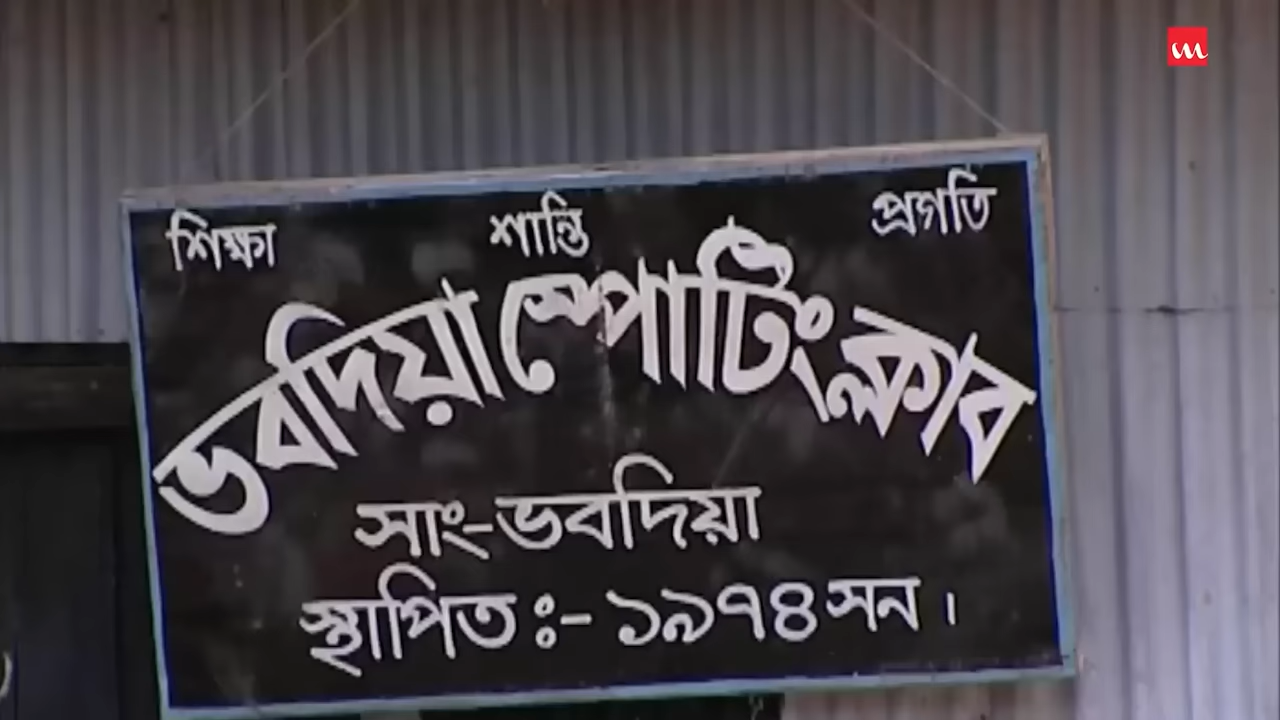 শিক্ষা শান্তি প্রগতি
ভবদিয়া স্পোটিং ক্লাব
সাং-ভবদিয়া
স্থাপিত ঃ- ১৯৭৪ সন ।